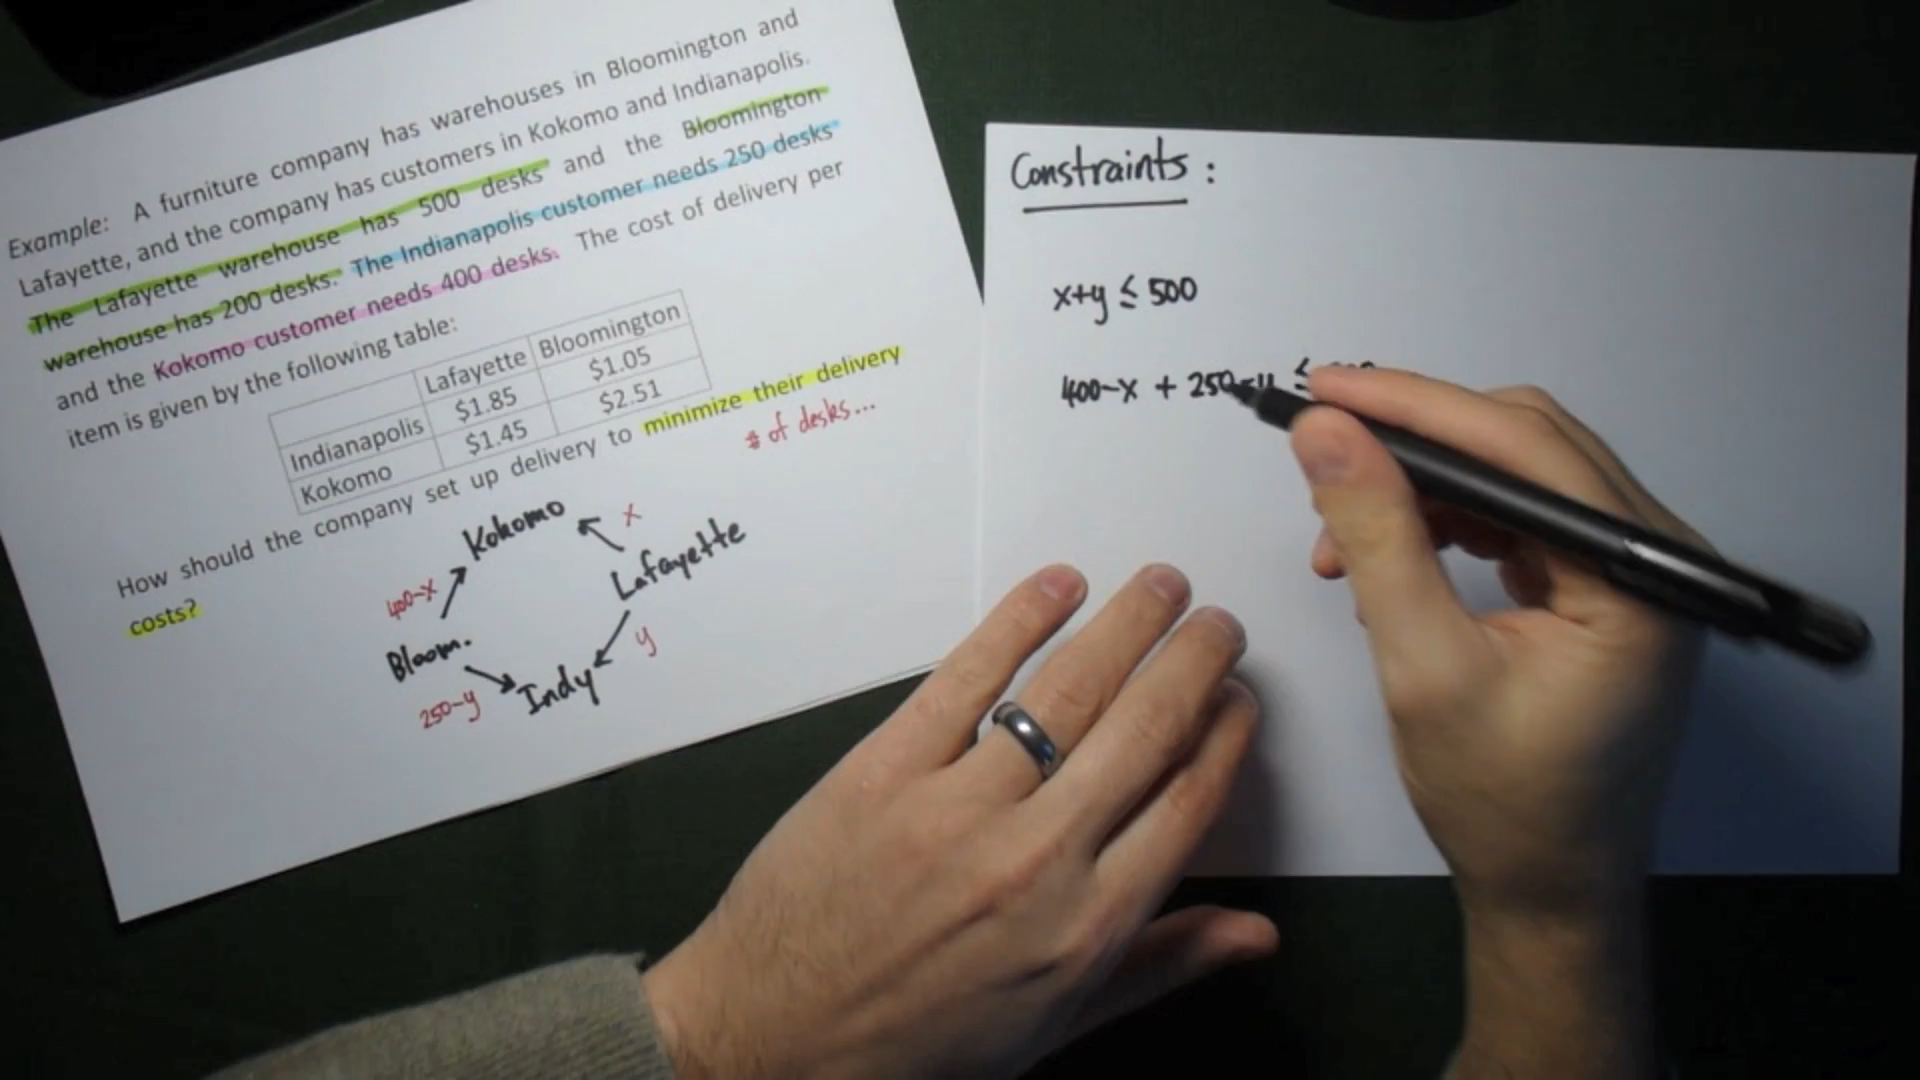 Example: A furniture company has warehouses in Bloomington and
Lafayette, and the company has customers in Kokomo and Indianapolis.
The Lafayette warehouse has 500 desks and the Bloomington
warehouse has 200 desks. The Indianapolis customer needs 250 desks
and the Kokomo customer needs 400 desks. The cost of delivery per
item is given by the following table:
Lafayette Bloomington
Indianapolis $1.85 $1.05
Kokomo $1.45 $2.51
How should the company set up delivery to minimize their delivery
costs?
# of desks...
Kokomo x
400-x Lafayette
Bloom. y
250-y Indy
Constraints:
x+y ≤ 500
400-x + 250-y ≤